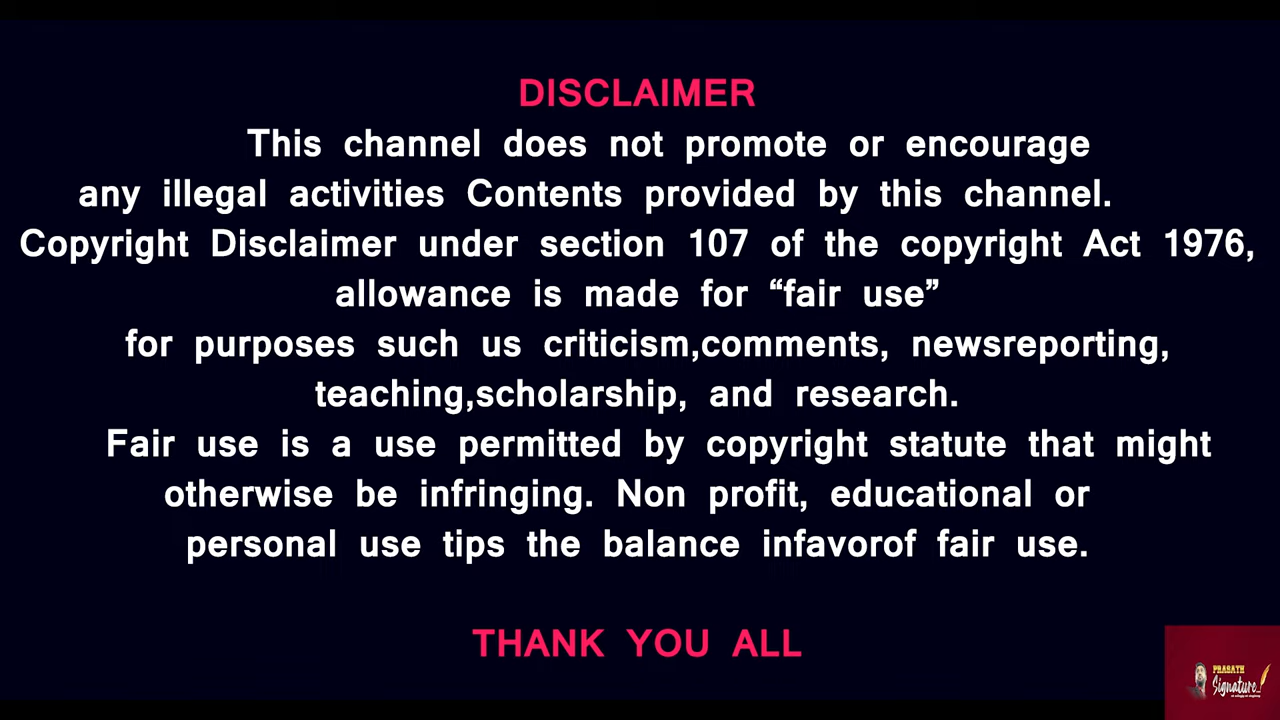 DISCLAIMER
This channel does not promote or encourage
any illegal activities Contents provided by this channel.
Copyright Disclaimer under section 107 of the copyright Act 1976,
allowance is made for “fair use”
for purposes such us criticism,comments, newsreporting,
teaching,scholarship, and research.
Fair use is a use permitted by copyright statute that might
otherwise be infringing. Non profit, educational or
personal use tips the balance infavorof fair use.
THANK YOU ALL
PRASATH
Signature